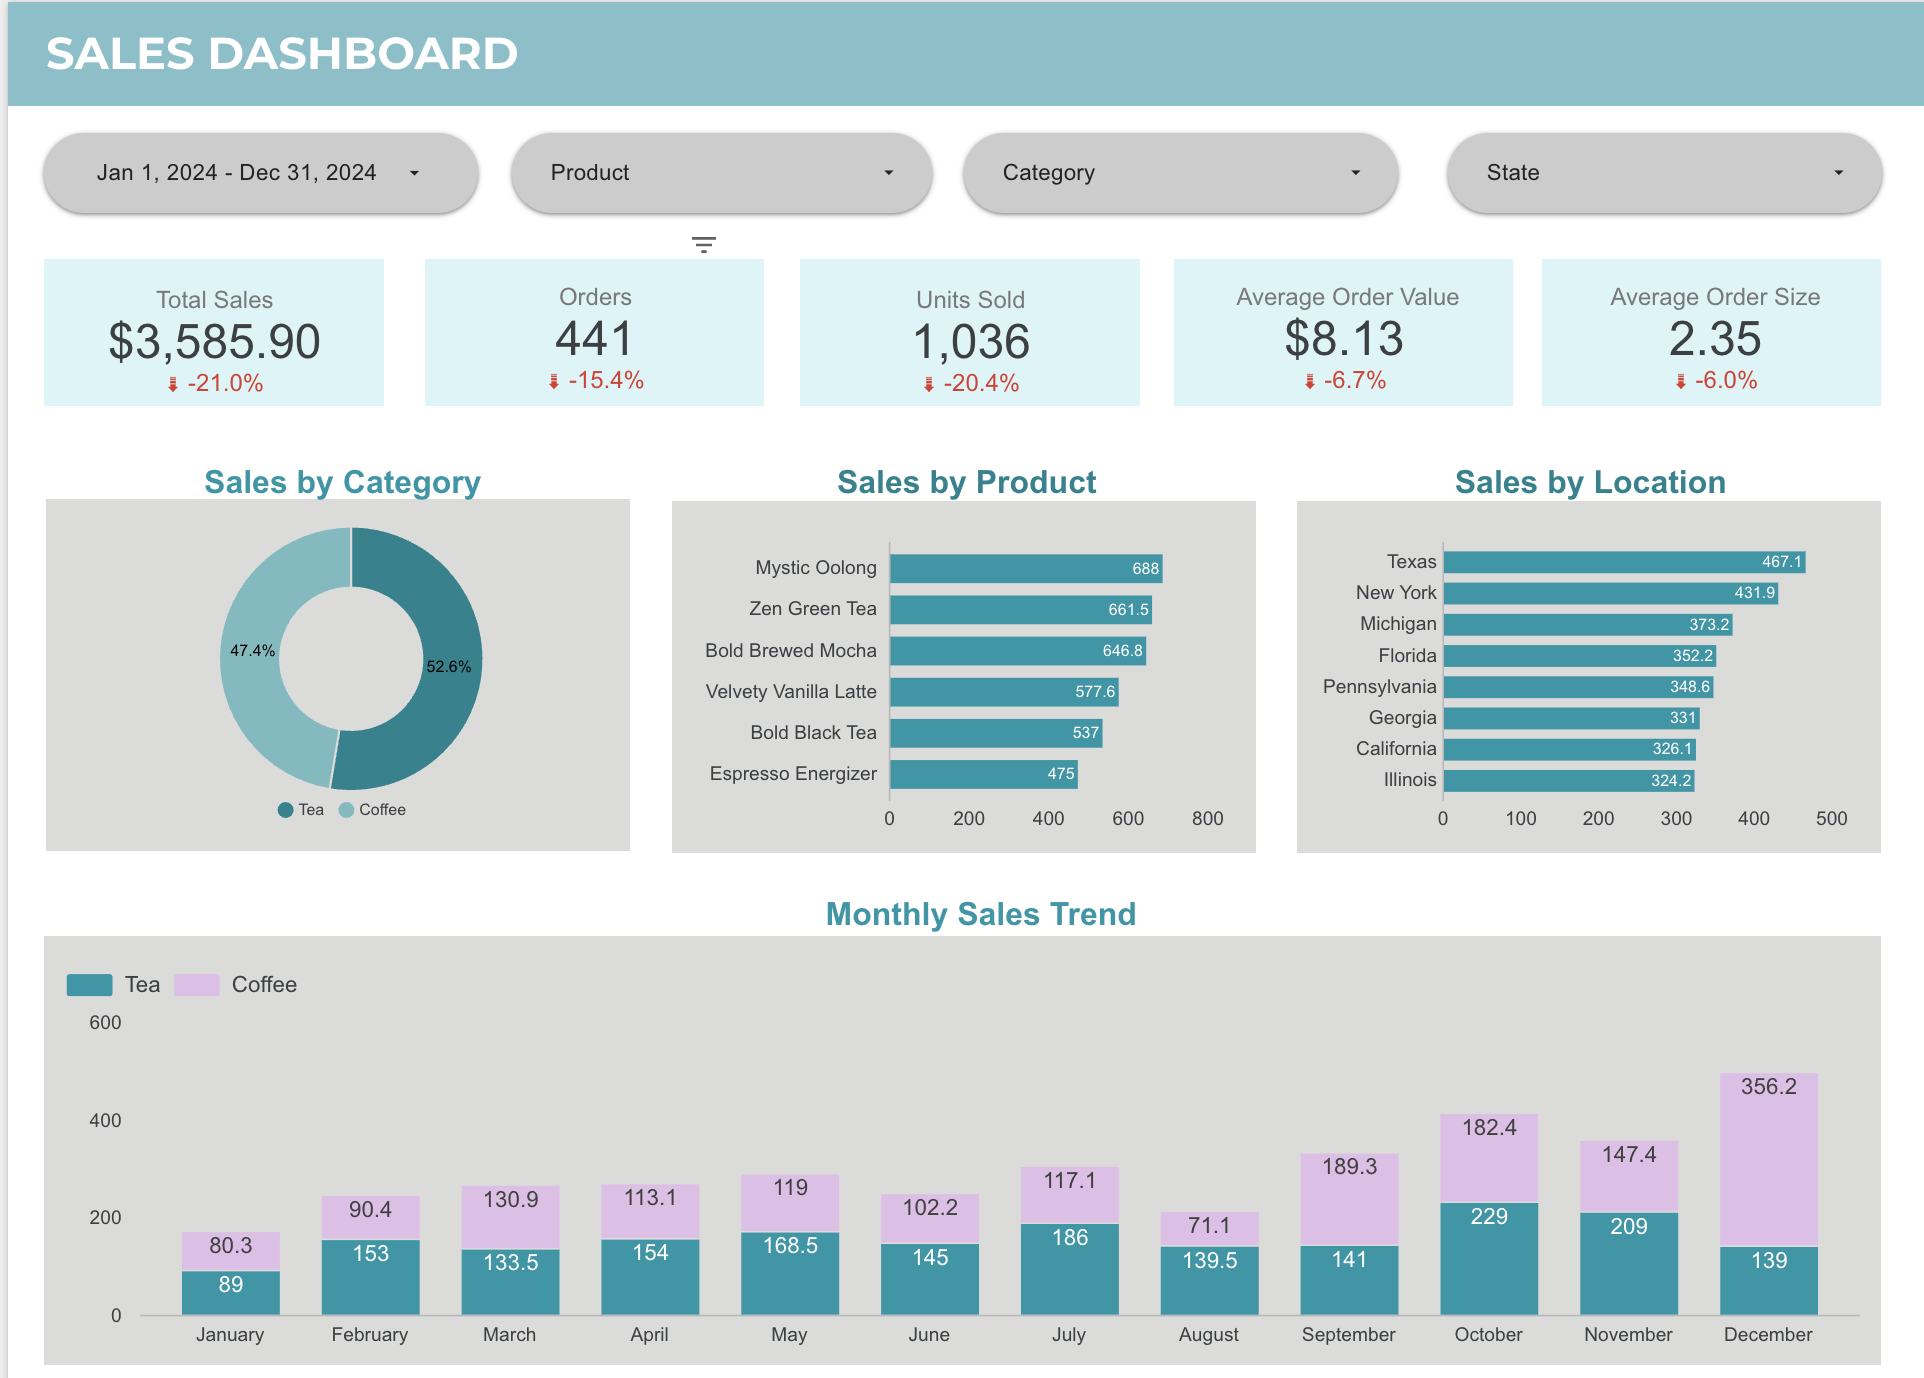 SALES DASHBOARD
Jan 1, 2024 - Dec 31, 2024
Product
Category
State
Total Sales
$3,585.90
-21.0%
Orders
441
-15.4%
Units Sold
1,036
-20.4%
Average Order Value
$8.13
-6.7%
Average Order Size
2.35
-6.0%
Sales by Category
47.4%
52.6%
Tea
Coffee
Sales by Product
Mystic Oolong 688
Zen Green Tea 661.5
Bold Brewed Mocha 646.8
Velvety Vanilla Latte 577.6
Bold Black Tea 537
Espresso Energizer 475
0 200 400 600 800
Sales by Location
Texas 467.1
New York 431.9
Michigan 373.2
Florida 352.2
Pennsylvania 348.6
Georgia 331
California 326.1
Illinois 324.2
0 100 200 300 400 500
Monthly Sales Trend
Tea Coffee
600
400
200
0
80.3 90.4 130.9 113.1 119 102.2 117.1 71.1 189.3 182.4 147.4 356.2
89 153 133.5 154 168.5 145 186 139.5 141 229 209 139
January February March April May June July August September October November December